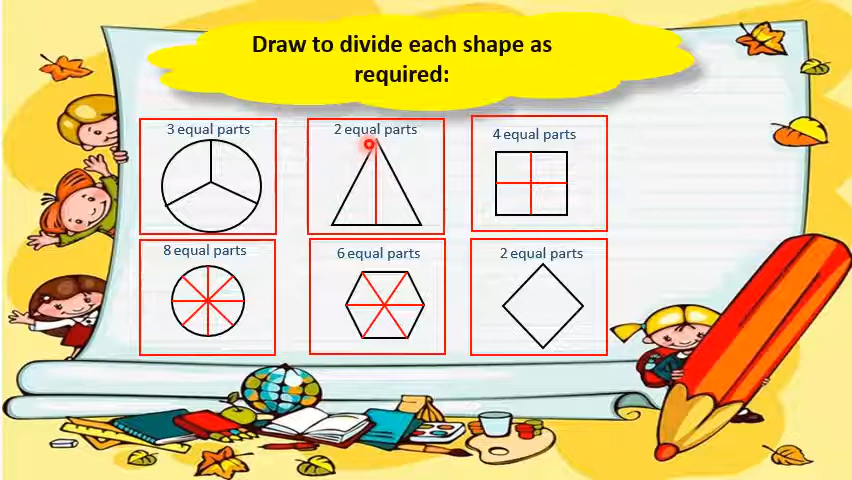 Draw to divide each shape as
required:
3 equal parts
2 equal parts
4 equal parts
8 equal parts
6 equal parts
2 equal parts